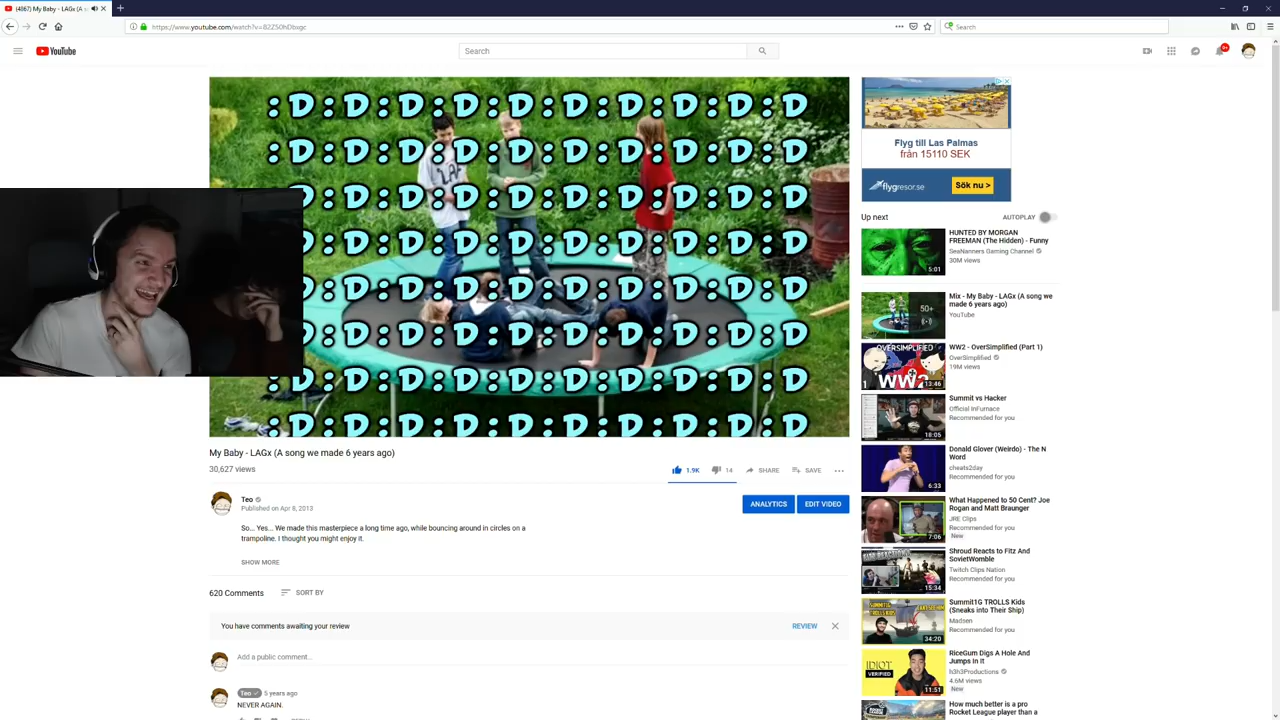 (4367) My Baby - LAGx (A s
Search
YouTube
Search
9+
:D:D:D:D:D:D:D:D:D:D:D:D
:D:D:D:D:D:D:D:D:D:D:D:D
:D:D:D:D:D:D:D:D:D:D:D:D
D:D:D:D:D:D:D:D:D:D:D:D
D:D:D:D:D:D:D:D:D:D:D:D
D:D:D:D:D:D:D:D:D:D:D:D
D:D:D:D:D:D:D:D:D:D:D:D
:D:D:D:D:D:D:D:D:D:D:D:D
My Baby - LAGx (A song we made 6 years ago)
30,627 views
1.9K
14
SHARE
SAVE
Teo
Published on Apr 8, 2013
ANALYTICS
EDIT VIDEO
So... Yes... We made this masterpiece a long time ago, while bouncing around in circles on a
trampoline. I thought you might enjoy it.
SHOW MORE
620 Comments
SORT BY
You have comments awaiting your review
REVIEW
Add a public comment...
Teo
5 years ago
NEVER AGAIN.
Flyg till Las Palmas
från 15110 SEK
flygresor.se
Sök nu >
Up next
AUTOPLAY
HUNTED BY MORGAN
FREEMAN (The Hidden) - Funny
SeaNanners Gaming Channel
30M views
5:01
Mix - My Baby - LAGx (A song we
made 6 years ago)
YouTube
50+
WW2 - OverSimplified (Part 1)
OverSimplified
19M views
OVERSIMPLIFIED
WW2
13:46
Summit vs Hacker
Official InFurnace
Recommended for you
18:05
Donald Glover (Weirdo) - The N
Word
cheats2day
Recommended for you
6:33
What Happened to 50 Cent? Joe
Rogan and Matt Braunger
JRE Clips
Recommended for you
New
7:06
Shroud Reacts to Fitz And
SovietWomble
Twitch Clips Nation
Recommended for you
15:34
Summit1G TROLLS Kids
(Sneaks into Their Ship)
Madsen
Recommended for you
34:20
RiceGum Digs A Hole And
Jumps In It
h3h3Productions
4.6M views
New
IDIOT
VERIFIED
11:51
How much better is a pro
Rocket League player than a